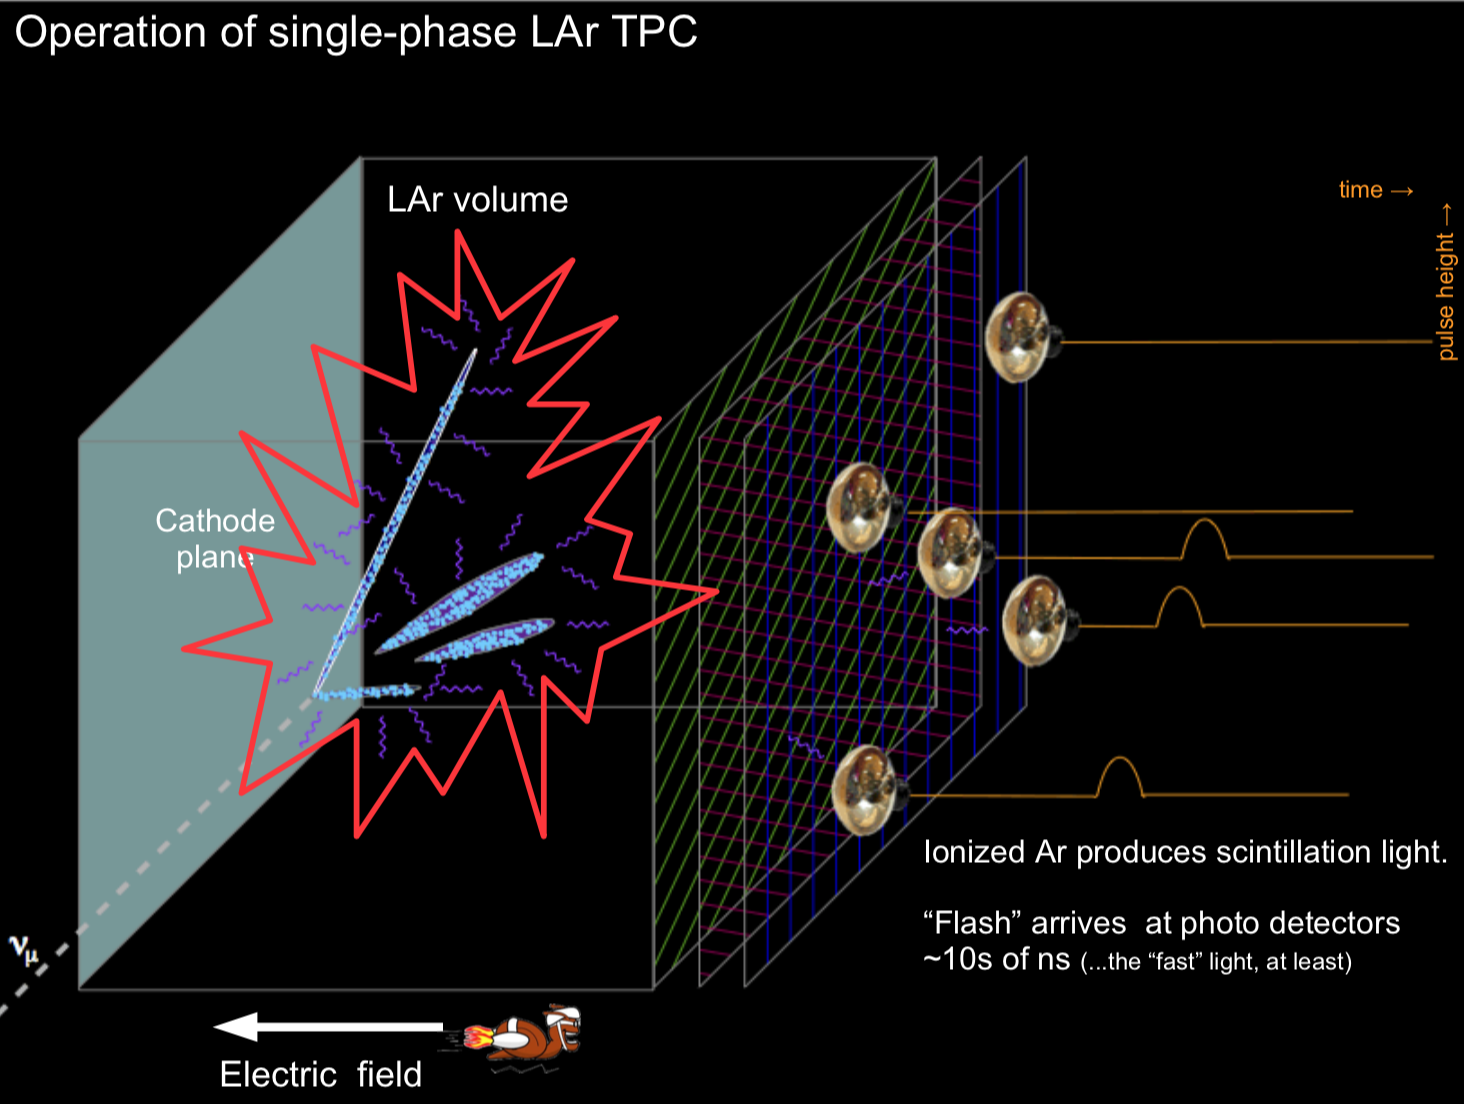 Operation of single-phase LAr TPC
LAr volume
time →
pulse height →
Cathode
plane
Ionized Ar produces scintillation light.
“Flash” arrives at photo detectors
~10s of ns (...the “fast” light, at least)
νμ
Electric field